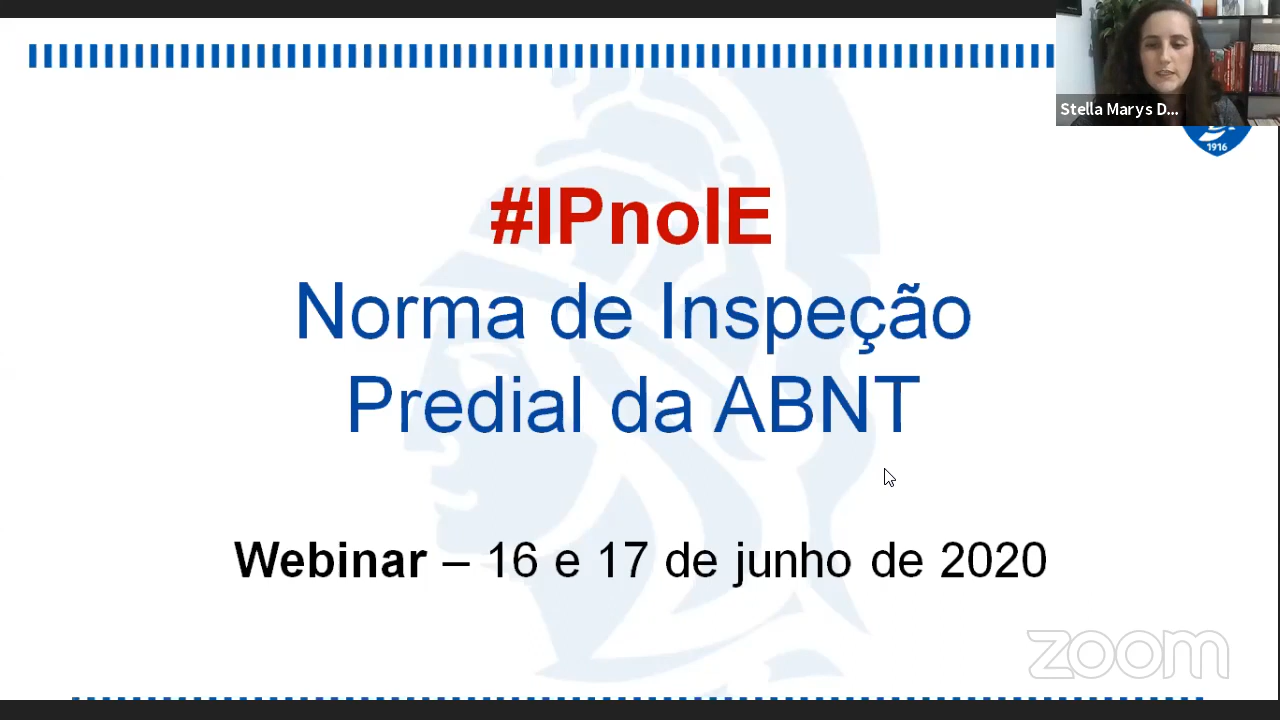 Stella Marys D...
1916
#IPnoIE
Norma de Inspeção
Predial da ABNT
Webinar – 16 e 17 de junho de 2020
zoom